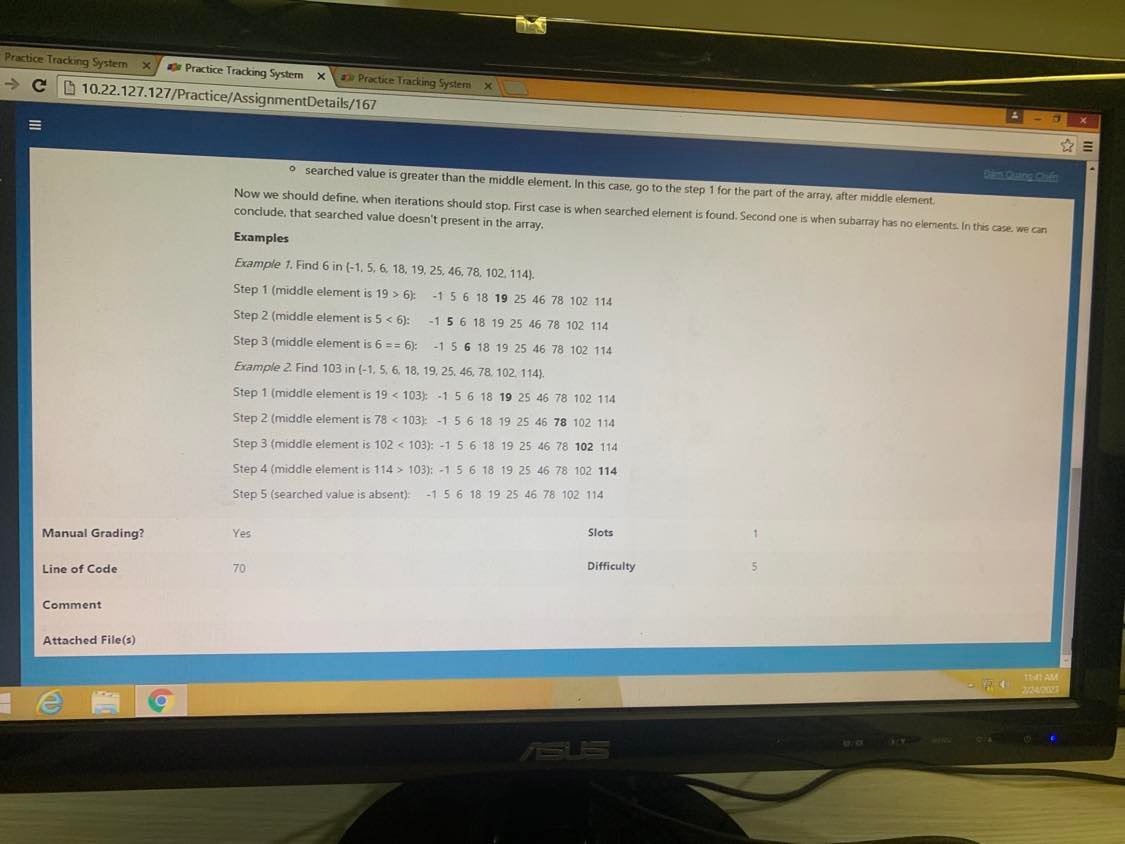 Practice Tracking System
Practice Tracking System
Practice Tracking System
10.22.127.127/Practice/AssignmentDetails/167
Đàm Quang Chiến
searched value is greater than the middle element. In this case, go to the step 1 for the part of the array, after middle element.
Now we should define, when iterations should stop. First case is when searched element is found. Second one is when subarray has no elements. In this case, we can
conclude, that searched value doesn't present in the array.
Examples
Example 1. Find 6 in {-1, 5, 6, 18, 19, 25, 46, 78, 102, 114}.
Step 1 (middle element is 19 > 6): -1 5 6 18 19 25 46 78 102 114
Step 2 (middle element is 5 < 6): -1 5 6 18 19 25 46 78 102 114
Step 3 (middle element is 6 == 6): -1 5 6 18 19 25 46 78 102 114
Example 2. Find 103 in {-1, 5, 6, 18, 19, 25, 46, 78, 102, 114}.
Step 1 (middle element is 19 < 103): -1 5 6 18 19 25 46 78 102 114
Step 2 (middle element is 78 < 103): -1 5 6 18 19 25 46 78 102 114
Step 3 (middle element is 102 < 103): -1 5 6 18 19 25 46 78 102 114
Step 4 (middle element is 114 > 103): -1 5 6 18 19 25 46 78 102 114
Step 5 (searched value is absent): -1 5 6 18 19 25 46 78 102 114
Manual Grading? Yes Slots 1
Line of Code 70 Difficulty 5
Comment
Attached File(s)
11:41 AM
2/24/2023
ASUS
MENU